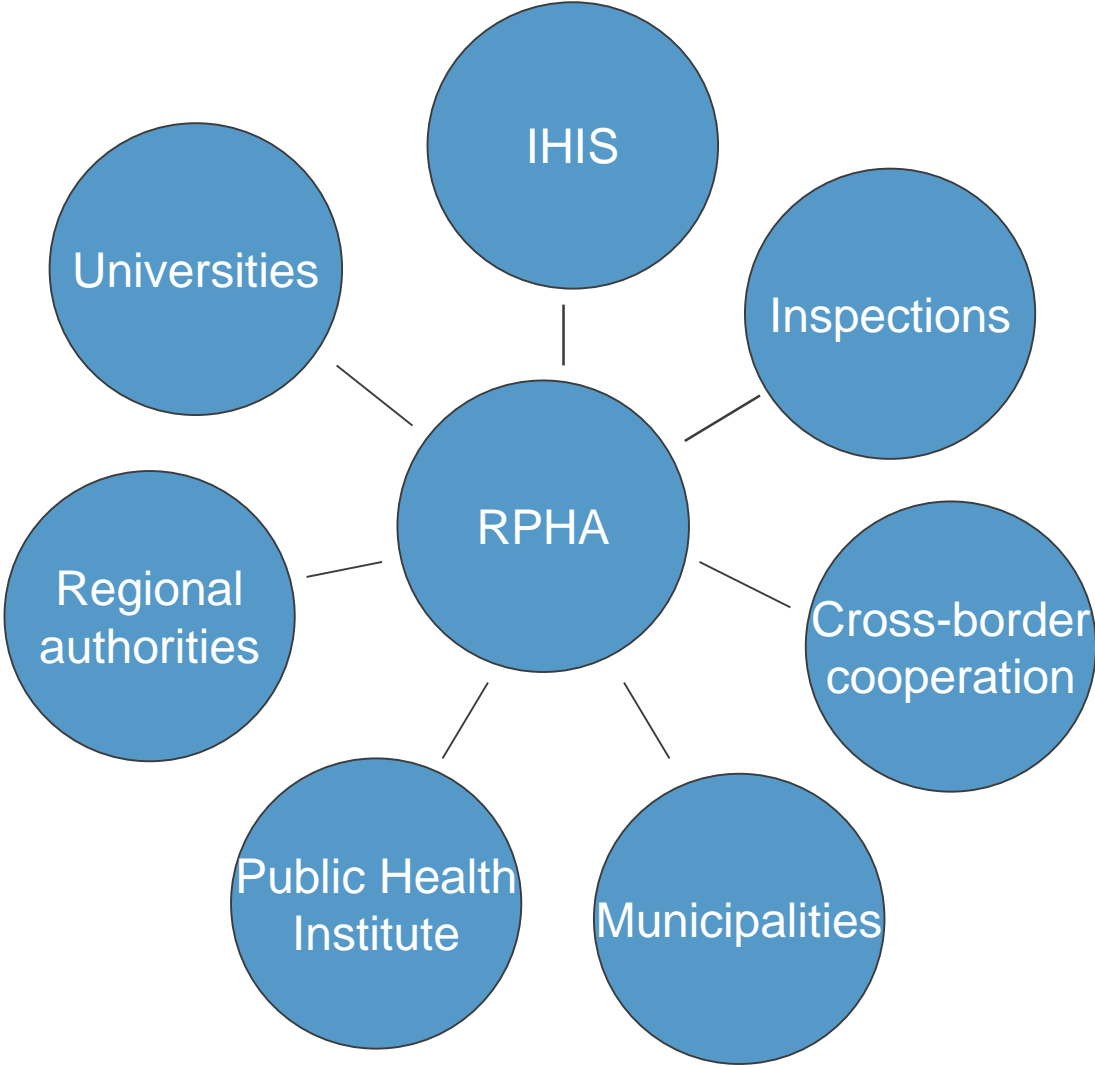 IHIS
Universities
Inspections
RPHA
Regional
authorities
Cross-border
cooperation
Public Health
Institute
Municipalities